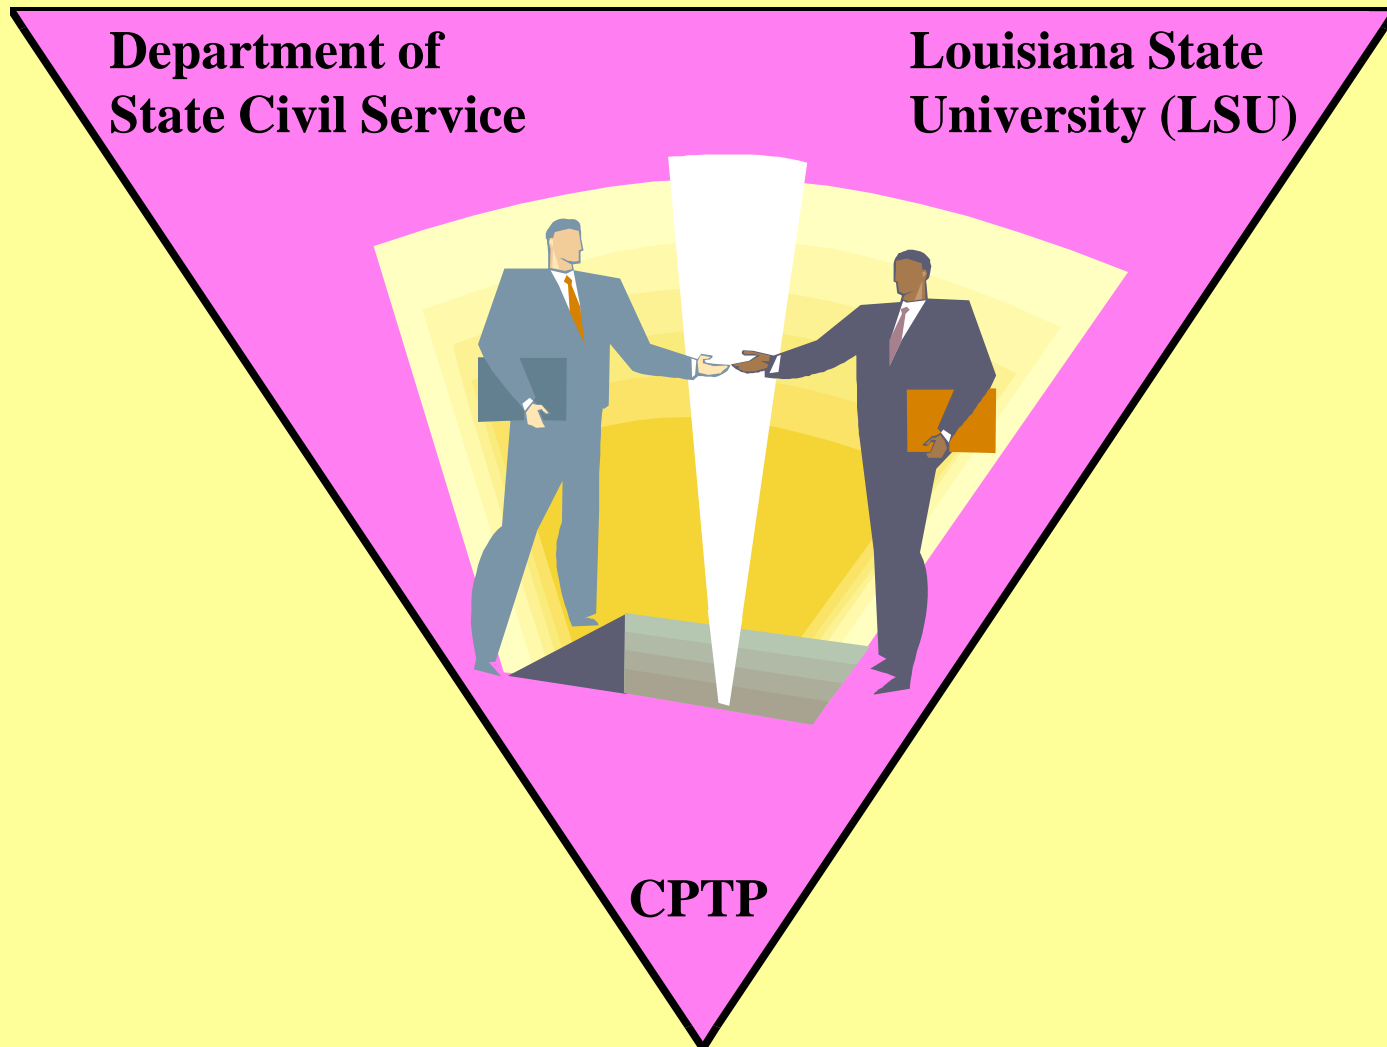 Department of
State Civil Service
Louisiana State
University (LSU)
CPTP